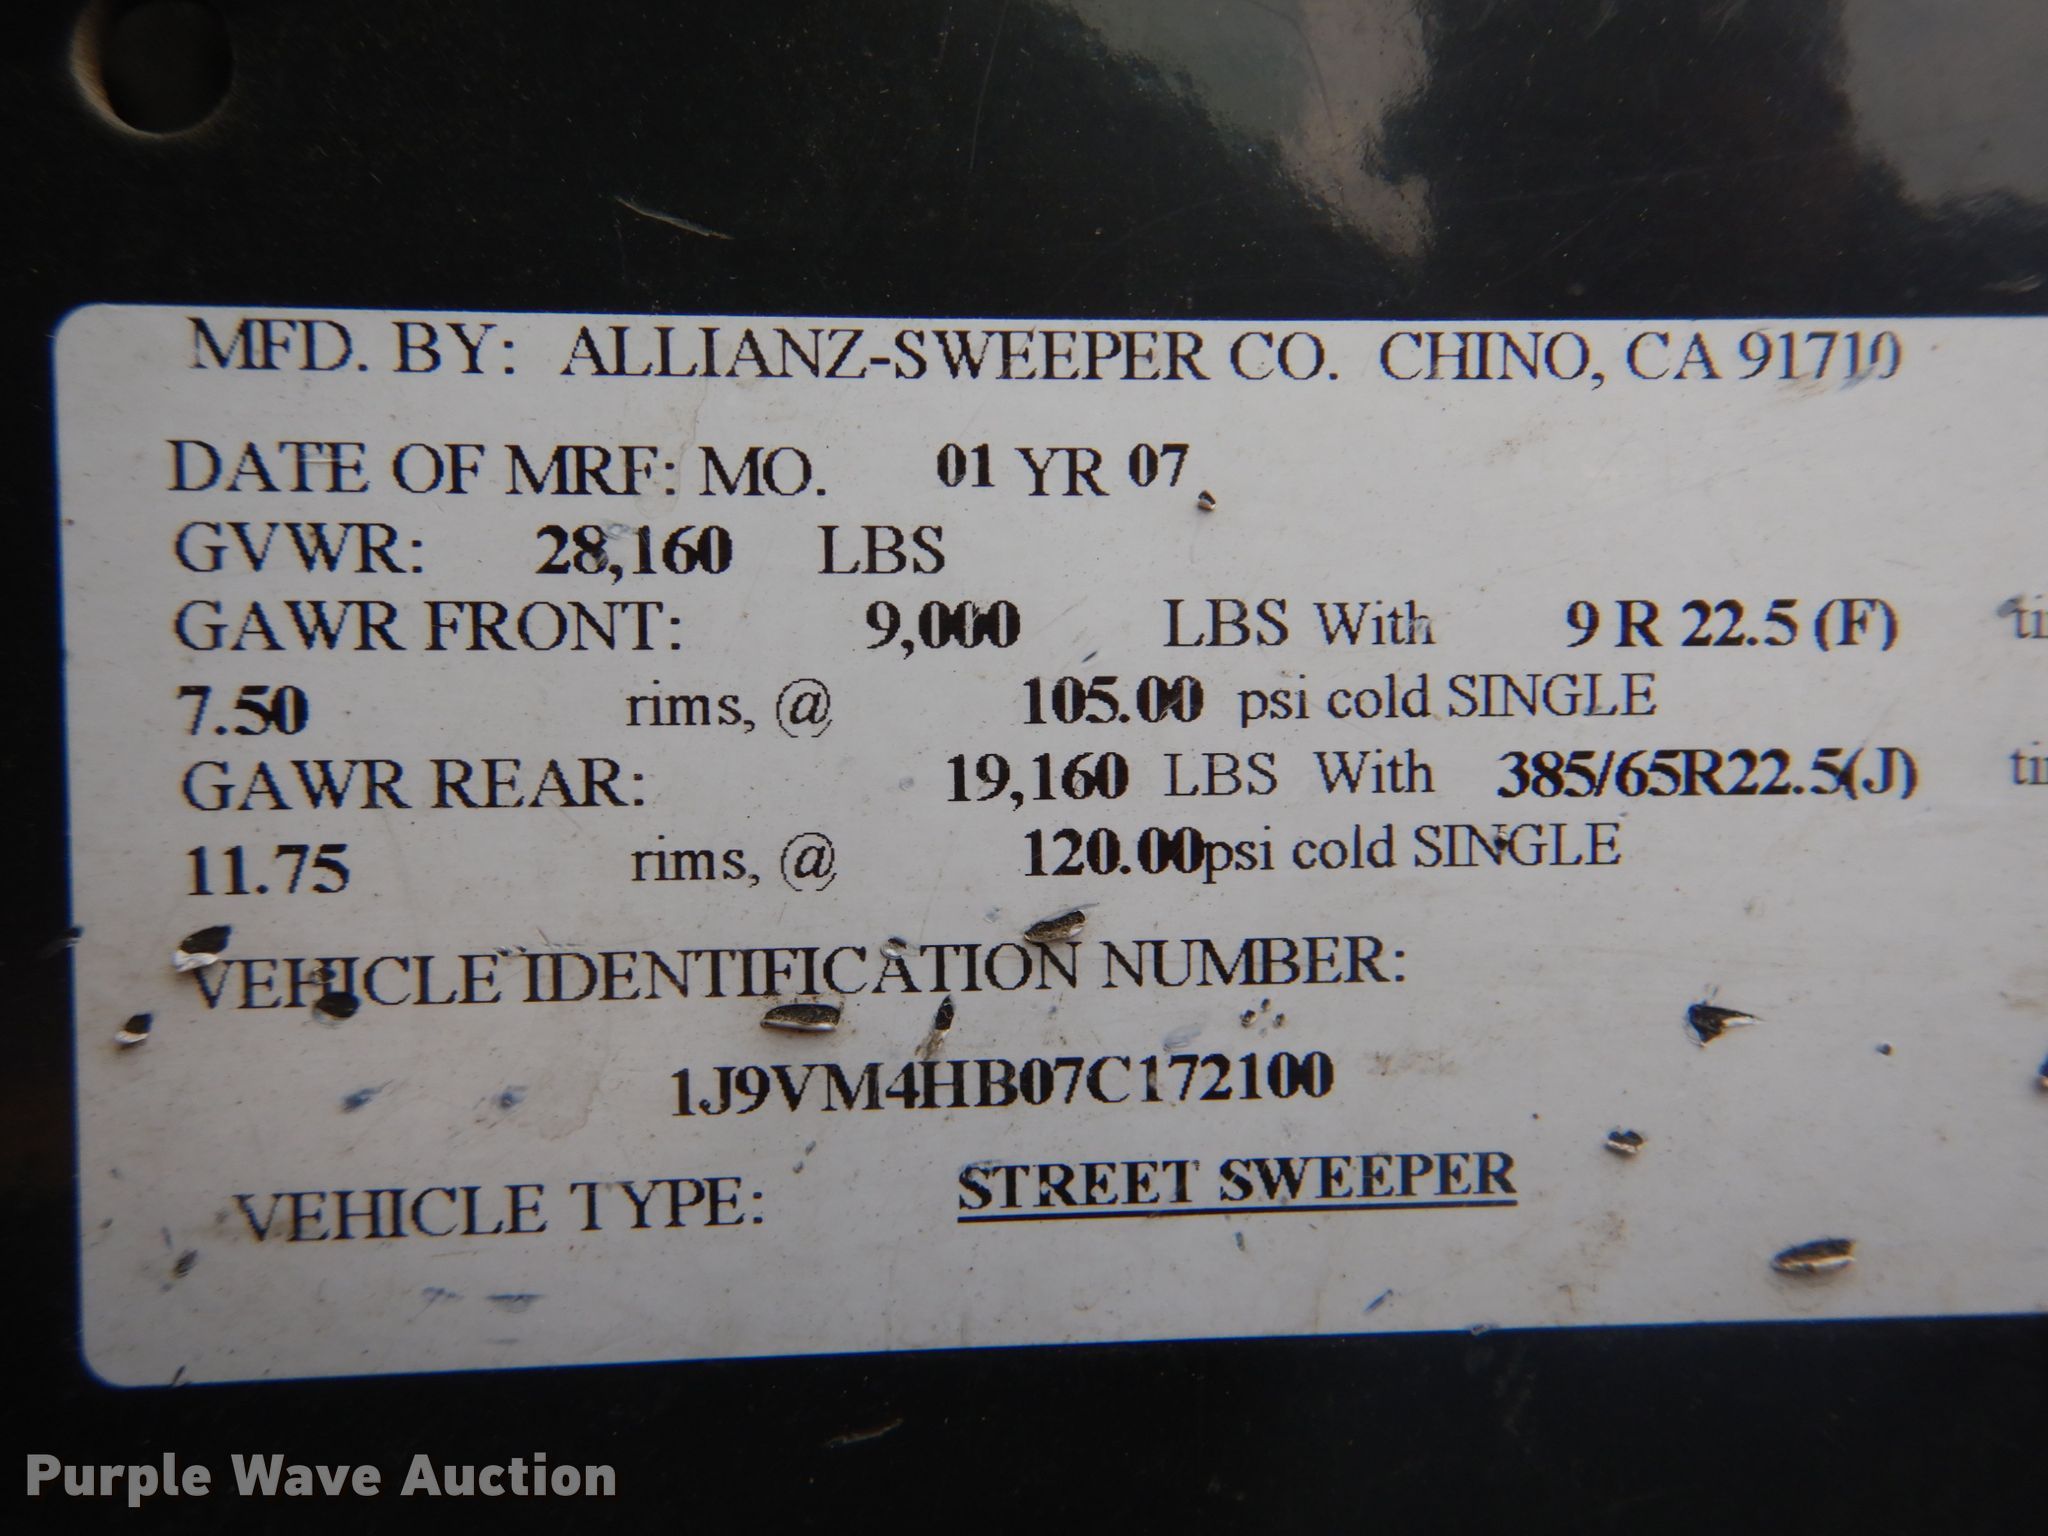 MFD. BY: ALLIANZ-SWEEPER CO. CHINO, CA 91710
DATE OF MRF: MO. 01 YR 07
GVWR: 28,160 LBS
GAWR FRONT: 9,000 LBS With 9 R 22.5 (F)
7.50 rims, @ 105.00 psi cold SINGLE
GAWR REAR: 19,160 LBS With 385/65R22.5(J)
11.75 rims, @ 120.00psi cold SINGLE
VEHICLE IDENTIFICATION NUMBER:
1J9VM4HB07C172100
VEHICLE TYPE: STREET SWEEPER
Purple Wave Auction